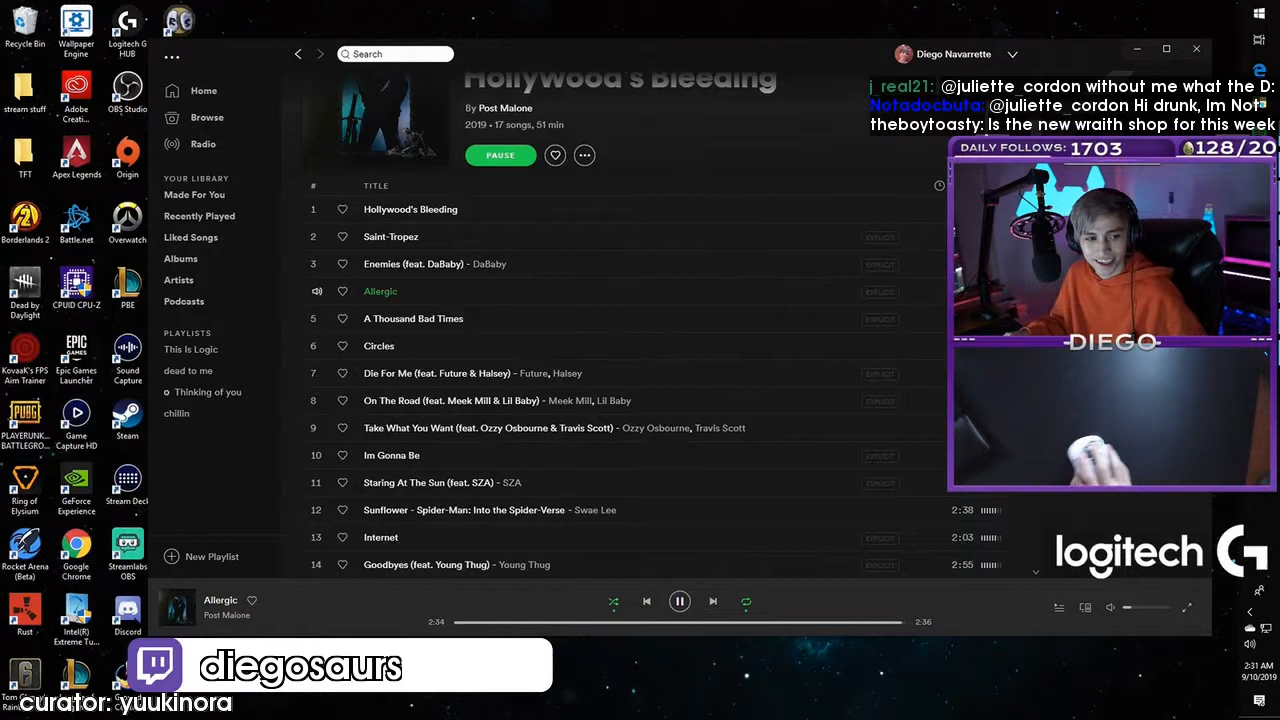 Recycle Bin
Wallpaper Engine
Logitech G HUB
stream stuff
Adobe Creati...
OBS Studio
TFT
Apex Legends
Origin
Borderlands 2
Battle.net
Overwatch
Dead by Daylight
CPUID CPU-Z
PBE
KovaaK's FPS Aim Trainer
Epic Games Launcher
Sound Capture
PLAYERUNK... BATTLEGRO...
Game Capture HD
Steam
Ring of Elysium
GeForce Experience
Stream Deck
Rocket Arena (Beta)
Google Chrome
Streamlabs OBS
Rust
Intel(R) Extreme Tu...
Discord
Search
Diego Navarrette
Home
Browse
Radio
YOUR LIBRARY
Made For You
Recently Played
Liked Songs
Albums
Artists
Podcasts
PLAYLISTS
This Is Logic
dead to me
o Thinking of you
chillin
New Playlist
Hollywood's Bleeding
By Post Malone
2019 • 17 songs, 51 min
PAUSE
# TITLE
1 Hollywood's Bleeding
2 Saint-Tropez EXPLICIT
3 Enemies (feat. DaBaby) - DaBaby EXPLICIT
Allergic EXPLICIT
5 A Thousand Bad Times EXPLICIT
6 Circles
7 Die For Me (feat. Future & Halsey) - Future, Halsey EXPLICIT
8 On The Road (feat. Meek Mill & Lil Baby) - Meek Mill, Lil Baby EXPLICIT
9 Take What You Want (feat. Ozzy Osbourne & Travis Scott) - Ozzy Osbourne, Travis Scott
10 Im Gonna Be EXPLICIT
11 Staring At The Sun (feat. SZA) - SZA EXPLICIT
12 Sunflower - Spider-Man: Into the Spider-Verse - Swae Lee 2:38
13 Internet EXPLICIT 2:03
14 Goodbyes (feat. Young Thug) - Young Thug EXPLICIT 2:55
Allergic
Post Malone
2:34
2:36
j_real21: @juliette_cordon without me what the D:
Notadocbuta: @juliette_cordon Hi drunk, Im Not
theboytoasty: Is the new wraith shop for this week
DAILY FOLLOWS: 1703
128/20
DIEGO
logitech G
2:31 AM
9/10/2019
diegosaurs
curator: yuukinora